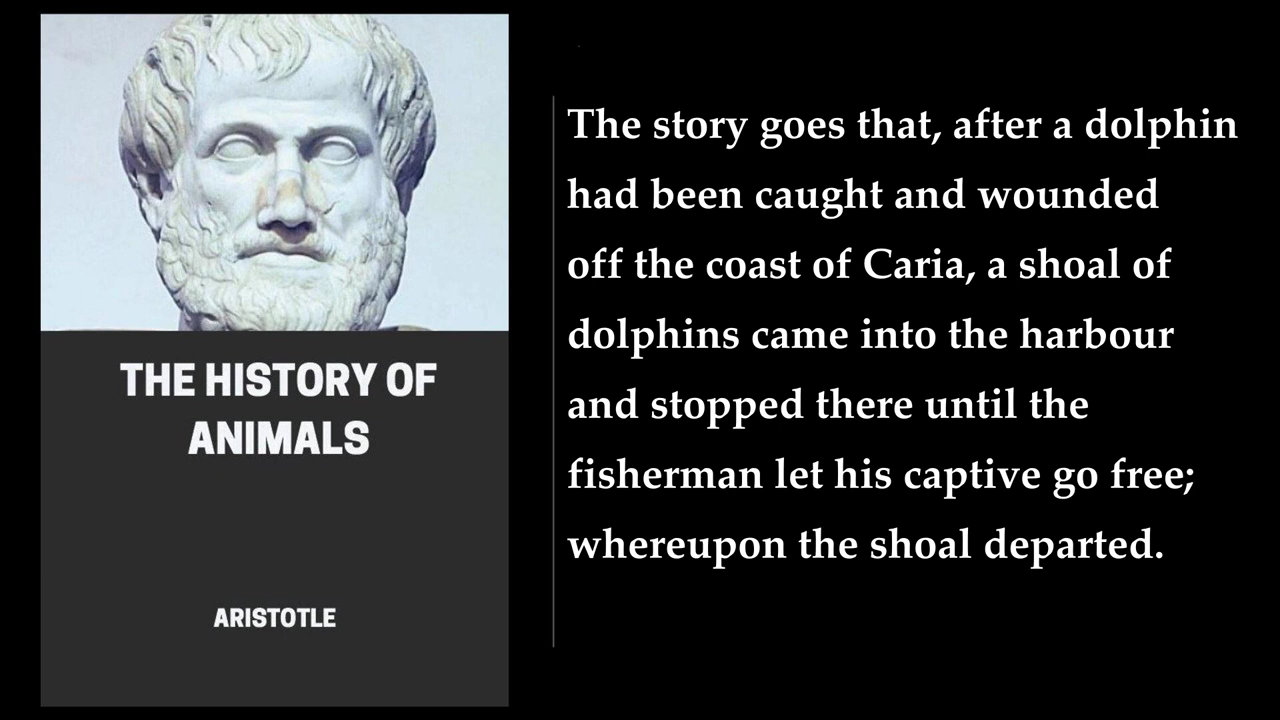 THE HISTORY OF
ANIMALS
ARISTOTLE
The story goes that, after a dolphin
had been caught and wounded
off the coast of Caria, a shoal of
dolphins came into the harbour
and stopped there until the
fisherman let his captive go free;
whereupon the shoal departed.